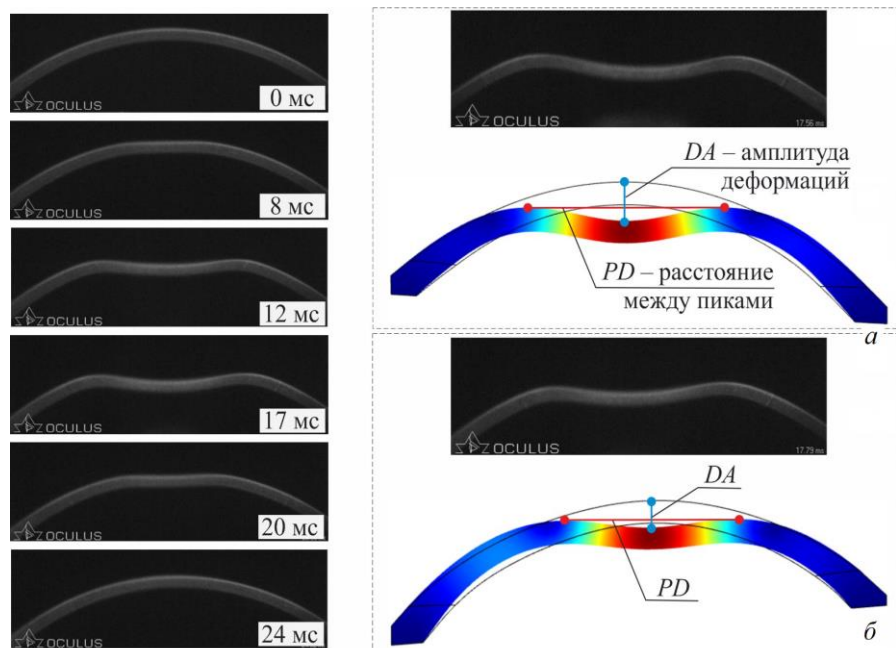 OCULUS
0 мс
OCULUS
8 мс
OCULUS
12 мс
OCULUS
17 мс
OCULUS
20 мс
OCULUS
24 мс
OCULUS
17.56 ms
DA – амплитуда
деформаций
PD – расстояние
между пиками
а
OCULUS
17.79 ms
DA
PD
б